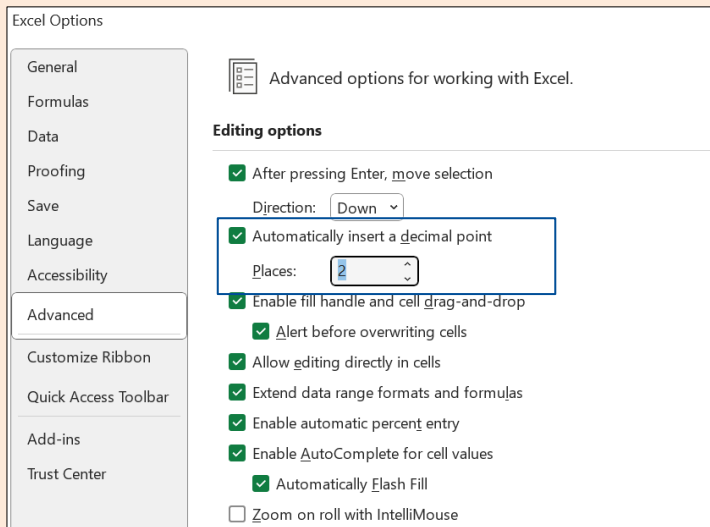 Excel Options
General
Formulas
Data
Proofing
Save
Language
Accessibility
Advanced
Customize Ribbon
Quick Access Toolbar
Add-ins
Trust Center
Advanced options for working with Excel.
Editing options
After pressing Enter, move selection
Direction: Down
Automatically insert a decimal point
Places: 2
Enable fill handle and cell drag-and-drop
Alert before overwriting cells
Allow editing directly in cells
Extend data range formats and formulas
Enable automatic percent entry
Enable AutoComplete for cell values
Automatically Flash Fill
Zoom on roll with IntelliMouse